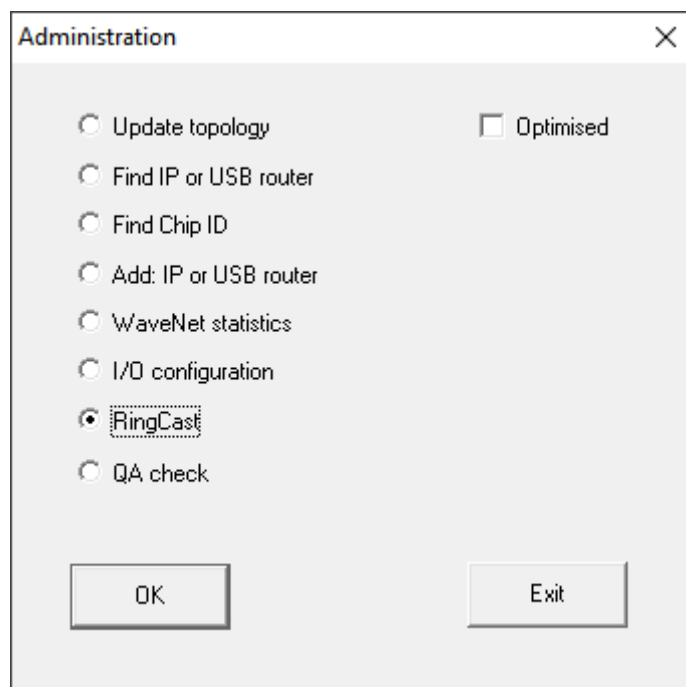 Administration
Update topology
Optimised
Find IP or USB router
Find Chip ID
Add: IP or USB router
WaveNet statistics
I/O configuration
RingCast
QA check
OK
Exit